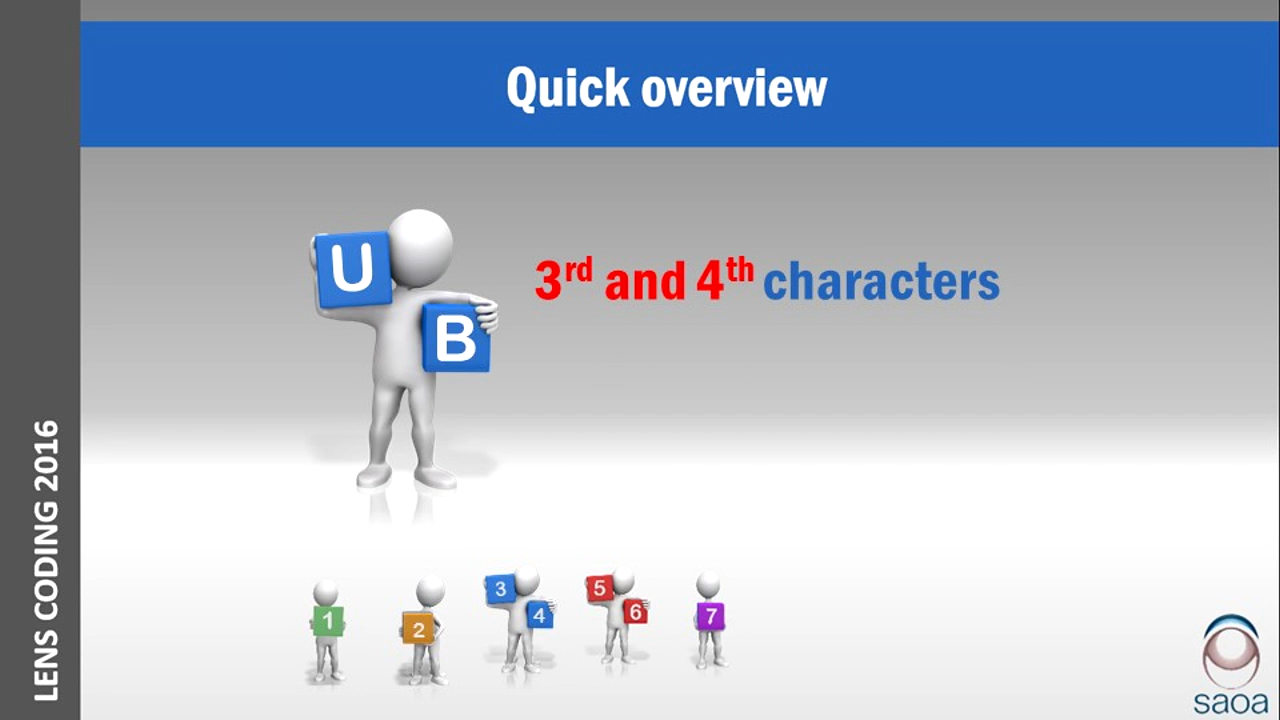 Quick overview
U
B
3rd and 4th characters
1
2
3
4
5
6
7
LENS CODING 2016
saoa